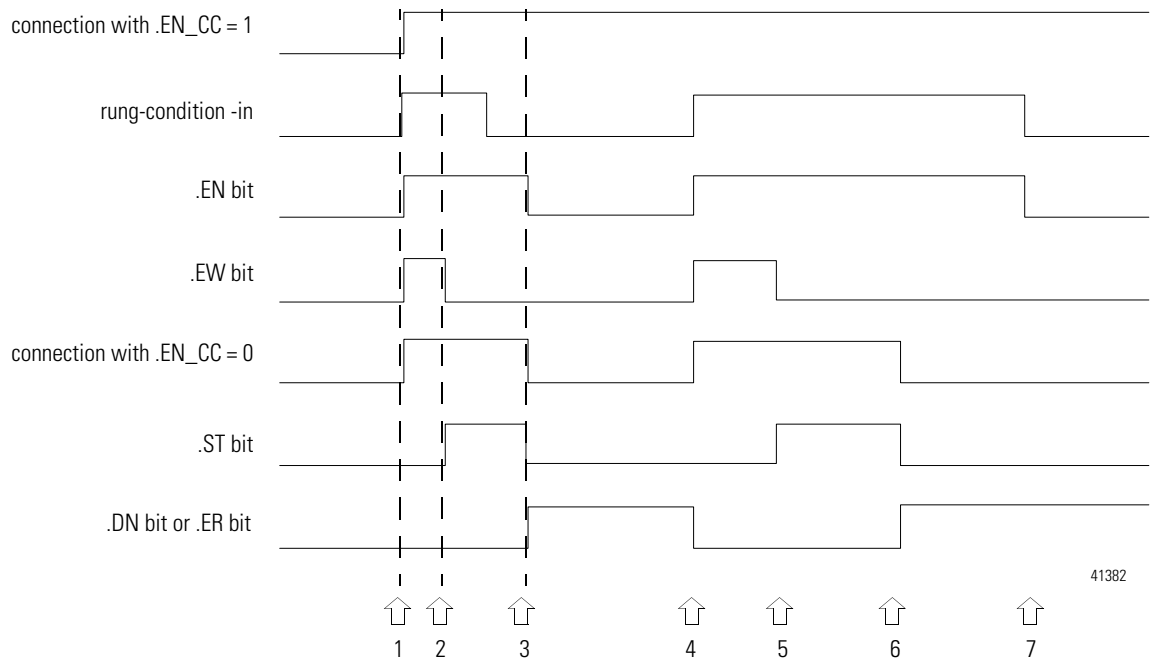 connection with .EN_CC = 1
rung-condition -in
.EN bit
.EW bit
connection with .EN_CC = 0
.ST bit
.DN bit or .ER bit
41382
1 2 3 4 5 6 7